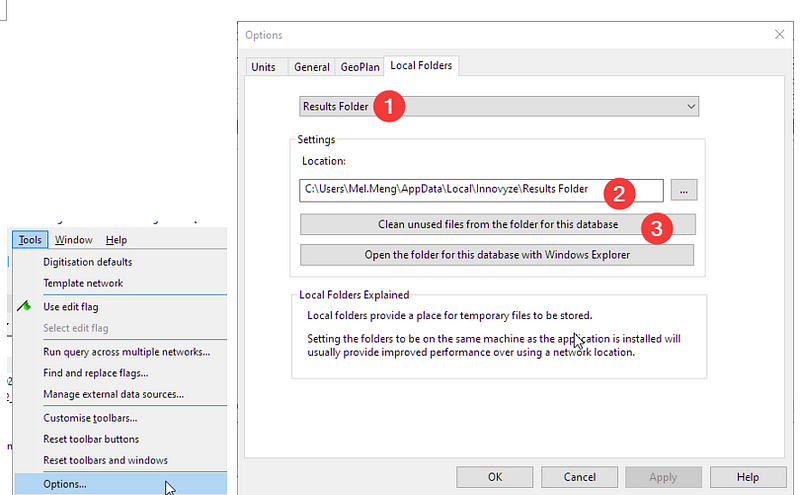 Options
Units General GeoPlan Local Folders
Results Folder 1
Settings
Location:
C:\Users\Mel.Meng\AppData\Local\Innovyze\Results Folder 2 ...
Clean unused files from the folder for this database 3
Open the folder for this database with Windows Explorer
Local Folders Explained
Local folders provide a place for temporary files to be stored.
Setting the folders to be on the same machine as the application is installed will
usually provide improved performance over using a network location.
OK Cancel Apply Help
Tools Window Help
Digitisation defaults
Template network
Use edit flag
Select edit flag
Run query across multiple networks...
Find and replace flags...
Manage external data sources...
Customise toolbars...
Reset toolbar buttons
Reset toolbars and windows
Options...